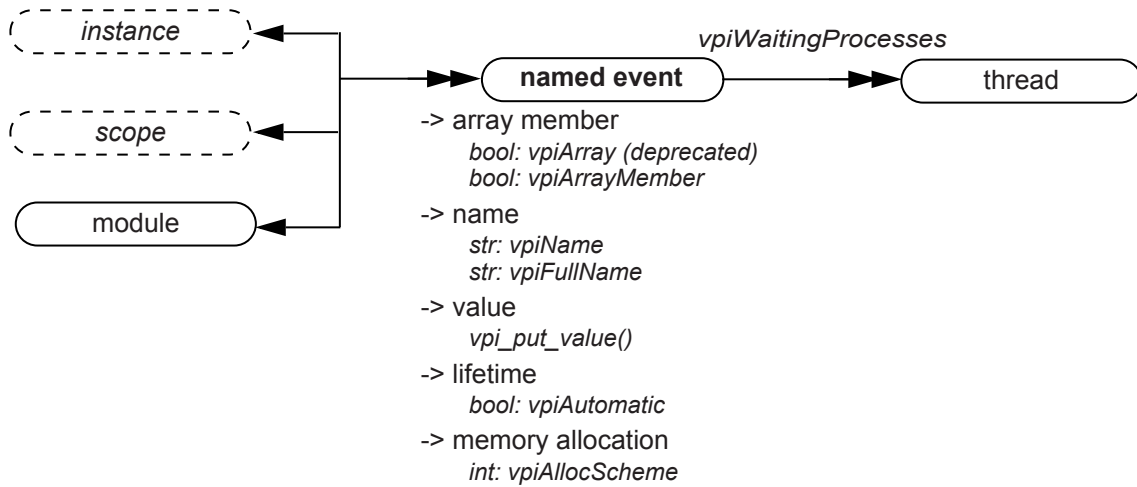 instance
scope
module
named event
vpiWaitingProcesses
thread
-> array member
bool: vpiArray (deprecated)
bool: vpiArrayMember
-> name
str: vpiName
str: vpiFullName
-> value
vpi_put_value()
-> lifetime
bool: vpiAutomatic
-> memory allocation
int: vpiAllocScheme